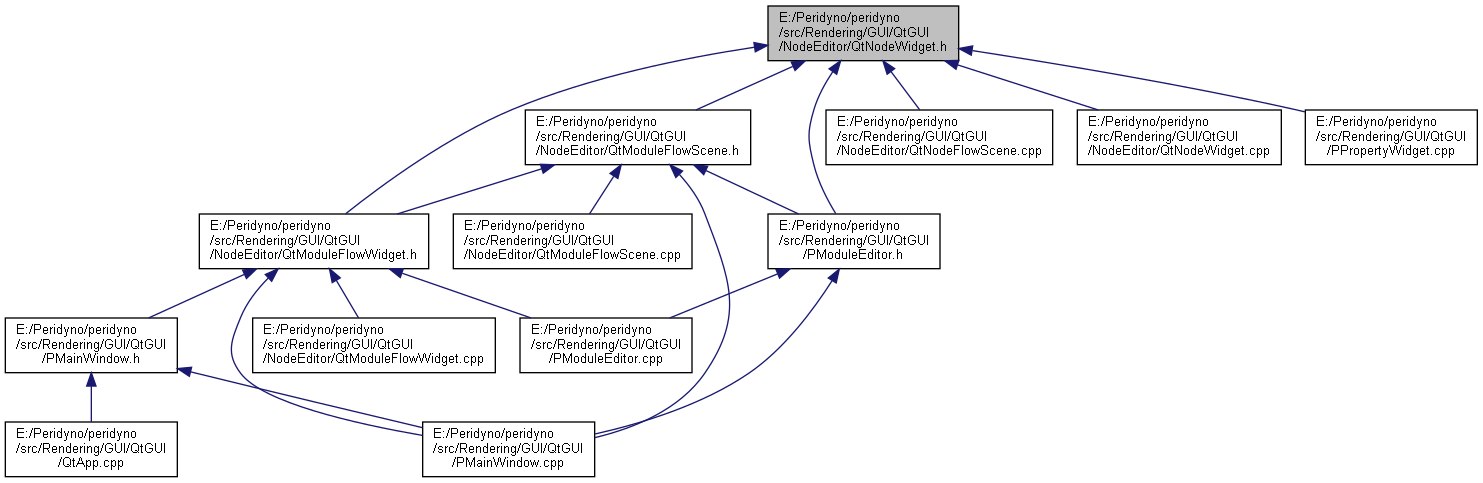 E:/Peridyno/peridyno
/src/Rendering/GUI/QtGUI
/NodeEditor/QtNodeWidget.h
E:/Peridyno/peridyno
/src/Rendering/GUI/QtGUI
/NodeEditor/QtModuleFlowScene.h
E:/Peridyno/peridyno
/src/Rendering/GUI/QtGUI
/NodeEditor/QtNodeFlowScene.cpp
E:/Peridyno/peridyno
/src/Rendering/GUI/QtGUI
/NodeEditor/QtNodeWidget.cpp
E:/Peridyno/peridyno
/src/Rendering/GUI/QtGUI
/PPropertyWidget.cpp
E:/Peridyno/peridyno
/src/Rendering/GUI/QtGUI
/NodeEditor/QtModuleFlowWidget.h
E:/Peridyno/peridyno
/src/Rendering/GUI/QtGUI
/NodeEditor/QtModuleFlowScene.cpp
E:/Peridyno/peridyno
/src/Rendering/GUI/QtGUI
/PModuleEditor.h
E:/Peridyno/peridyno
/src/Rendering/GUI/QtGUI
/PMainWindow.h
E:/Peridyno/peridyno
/src/Rendering/GUI/QtGUI
/NodeEditor/QtModuleFlowWidget.cpp
E:/Peridyno/peridyno
/src/Rendering/GUI/QtGUI
/PModuleEditor.cpp
E:/Peridyno/peridyno
/src/Rendering/GUI/QtGUI
/QtApp.cpp
E:/Peridyno/peridyno
/src/Rendering/GUI/QtGUI
/PMainWindow.cpp